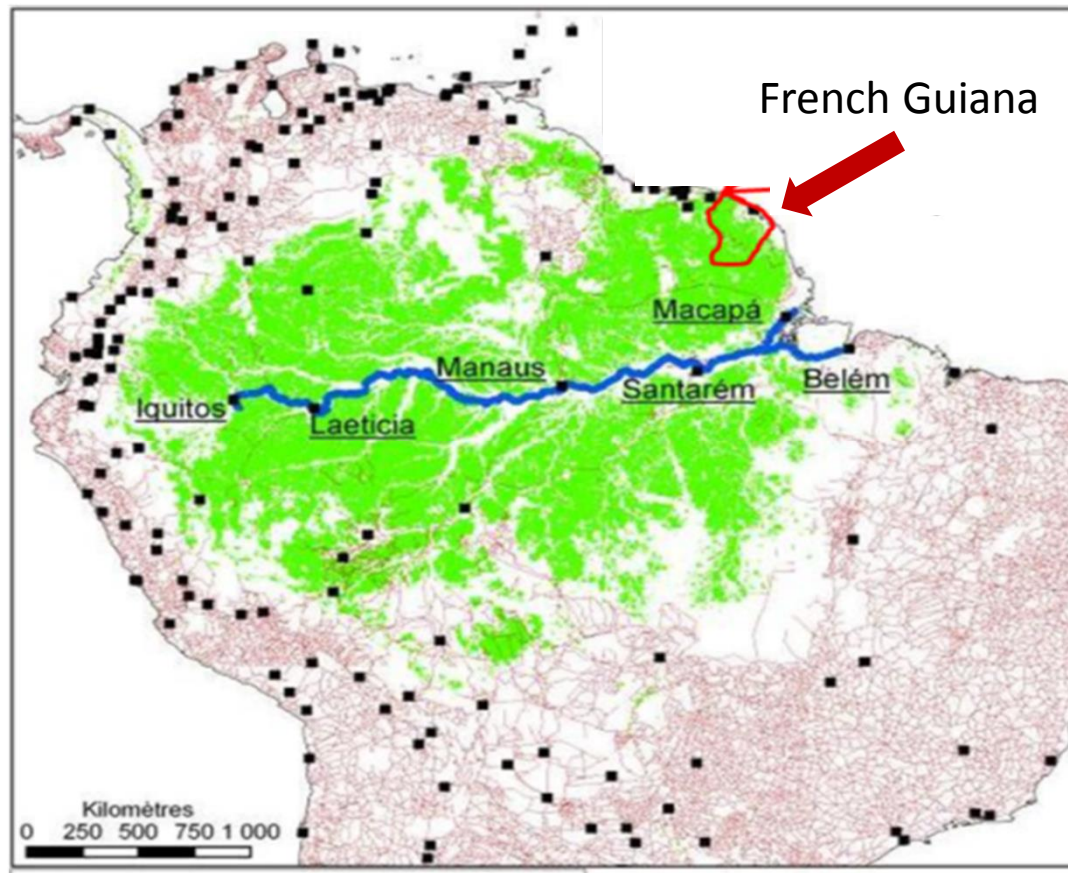 French Guiana
Macapá
Manaus
Santarém
Belém
Iquitos
Laeticia
Kilomètres
0 250 500 750 1 000